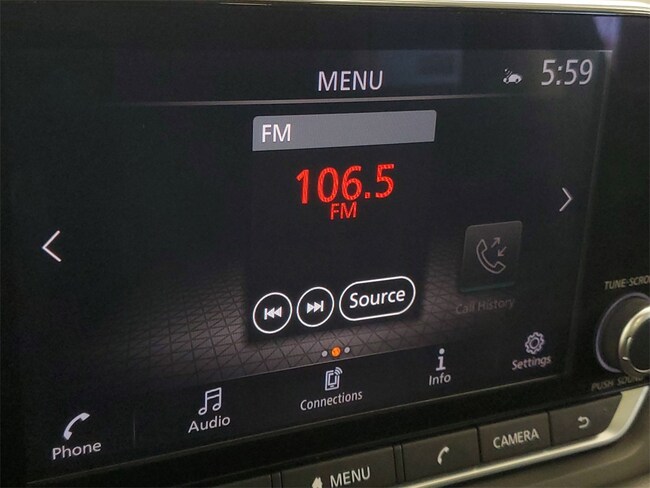 MENU
5:59
FM
106.5
FM
Source
Call History
TUNE-SCRO
Phone
Audio
Connections
Info
Settings
PUSH SOUND
MENU
CAMERA